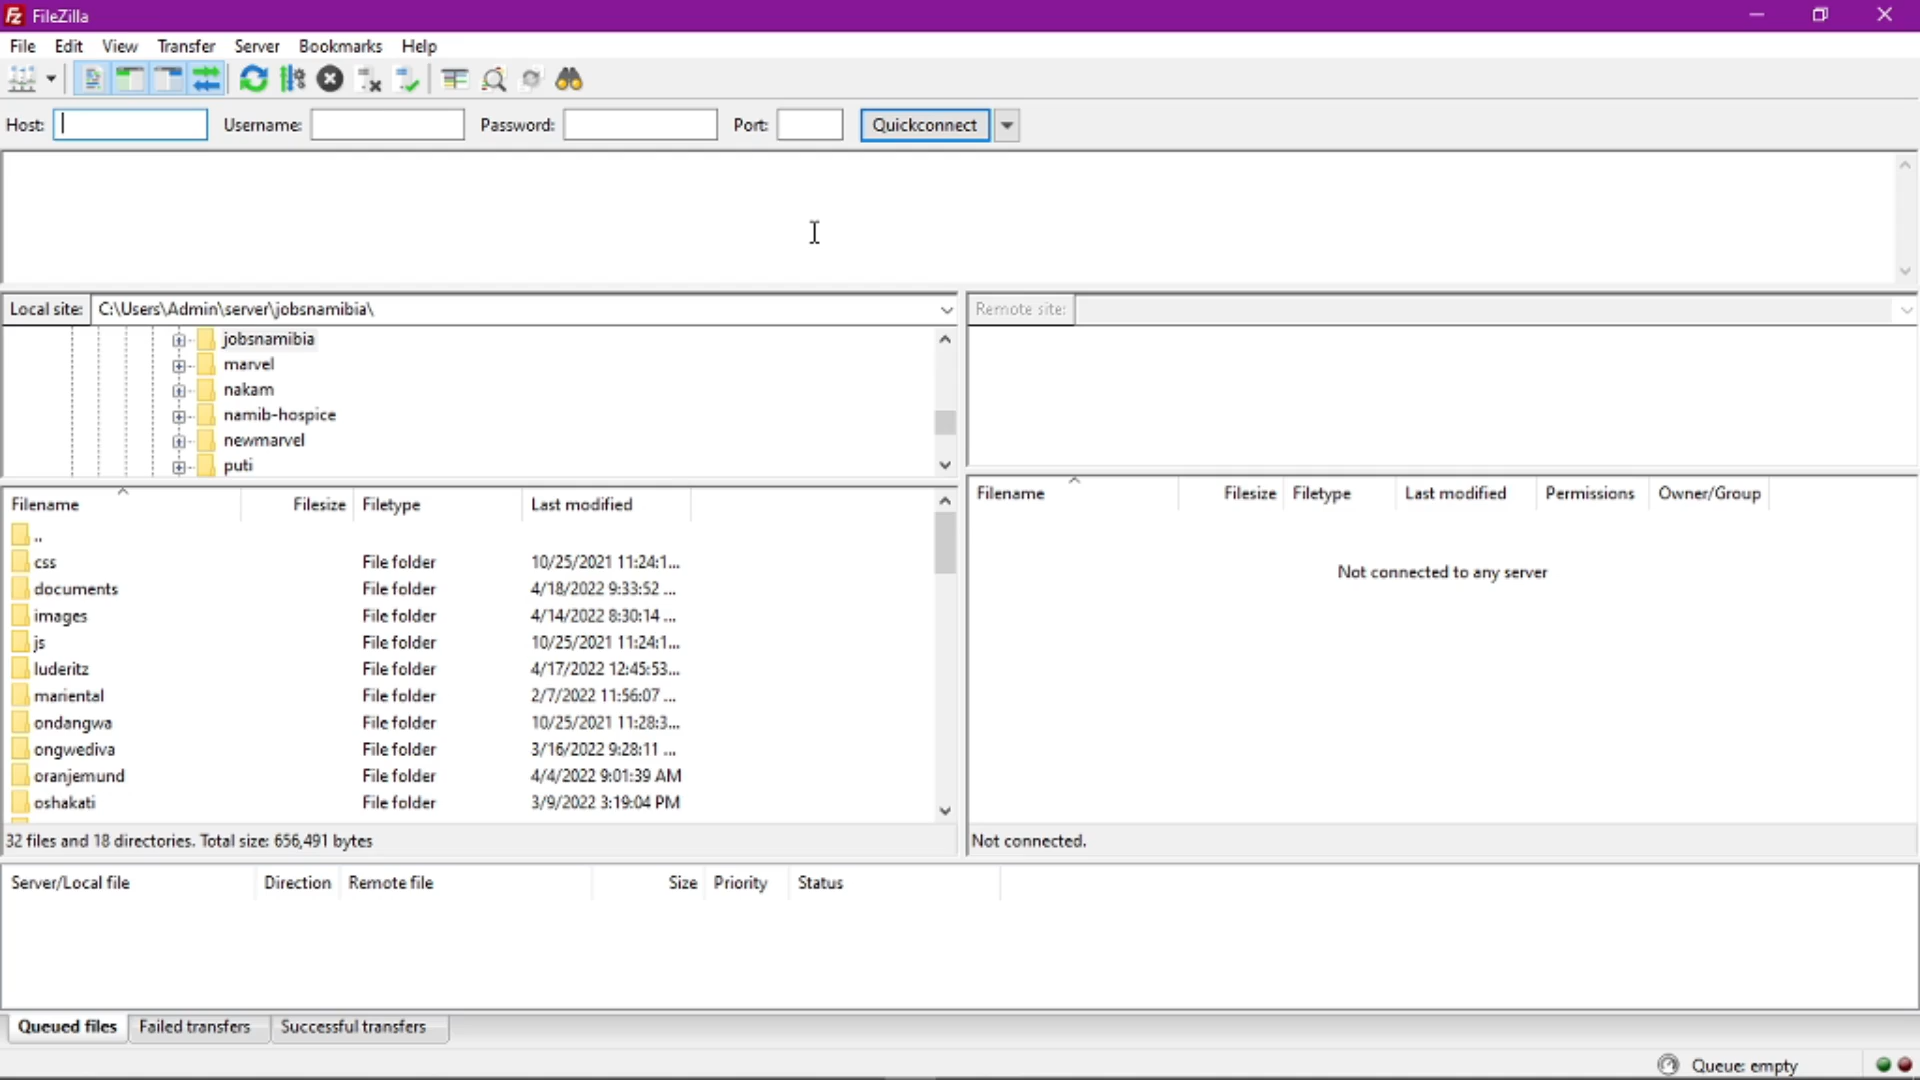 FileZilla
File Edit View Transfer Server Bookmarks Help
Host: Username: Password: Port: Quickconnect
Local site: C:\Users\Admin\server\jobsnamibia\
jobsnamibia
marvel
nakam
namib-hospice
newmarvel
puti
Remote site:
Filename Filesize Filetype Last modified
..
css File folder 10/25/2021 11:24:1...
documents File folder 4/18/2022 9:33:52 ...
images File folder 4/14/2022 8:30:14 ...
js File folder 10/25/2021 11:24:1...
luderitz File folder 4/17/2022 12:45:53...
mariental File folder 2/7/2022 11:56:07 ...
ondangwa File folder 10/25/2021 11:28:3...
ongwediva File folder 3/16/2022 9:28:11 ...
oranjemund File folder 4/4/2022 9:01:39 AM
oshakati File folder 3/9/2022 3:19:04 PM
32 files and 18 directories. Total size: 656,491 bytes
Filename Filesize Filetype Last modified Permissions Owner/Group
Not connected to any server
Not connected.
Server/Local file Direction Remote file Size Priority Status
Queued files Failed transfers Successful transfers
Queue: empty